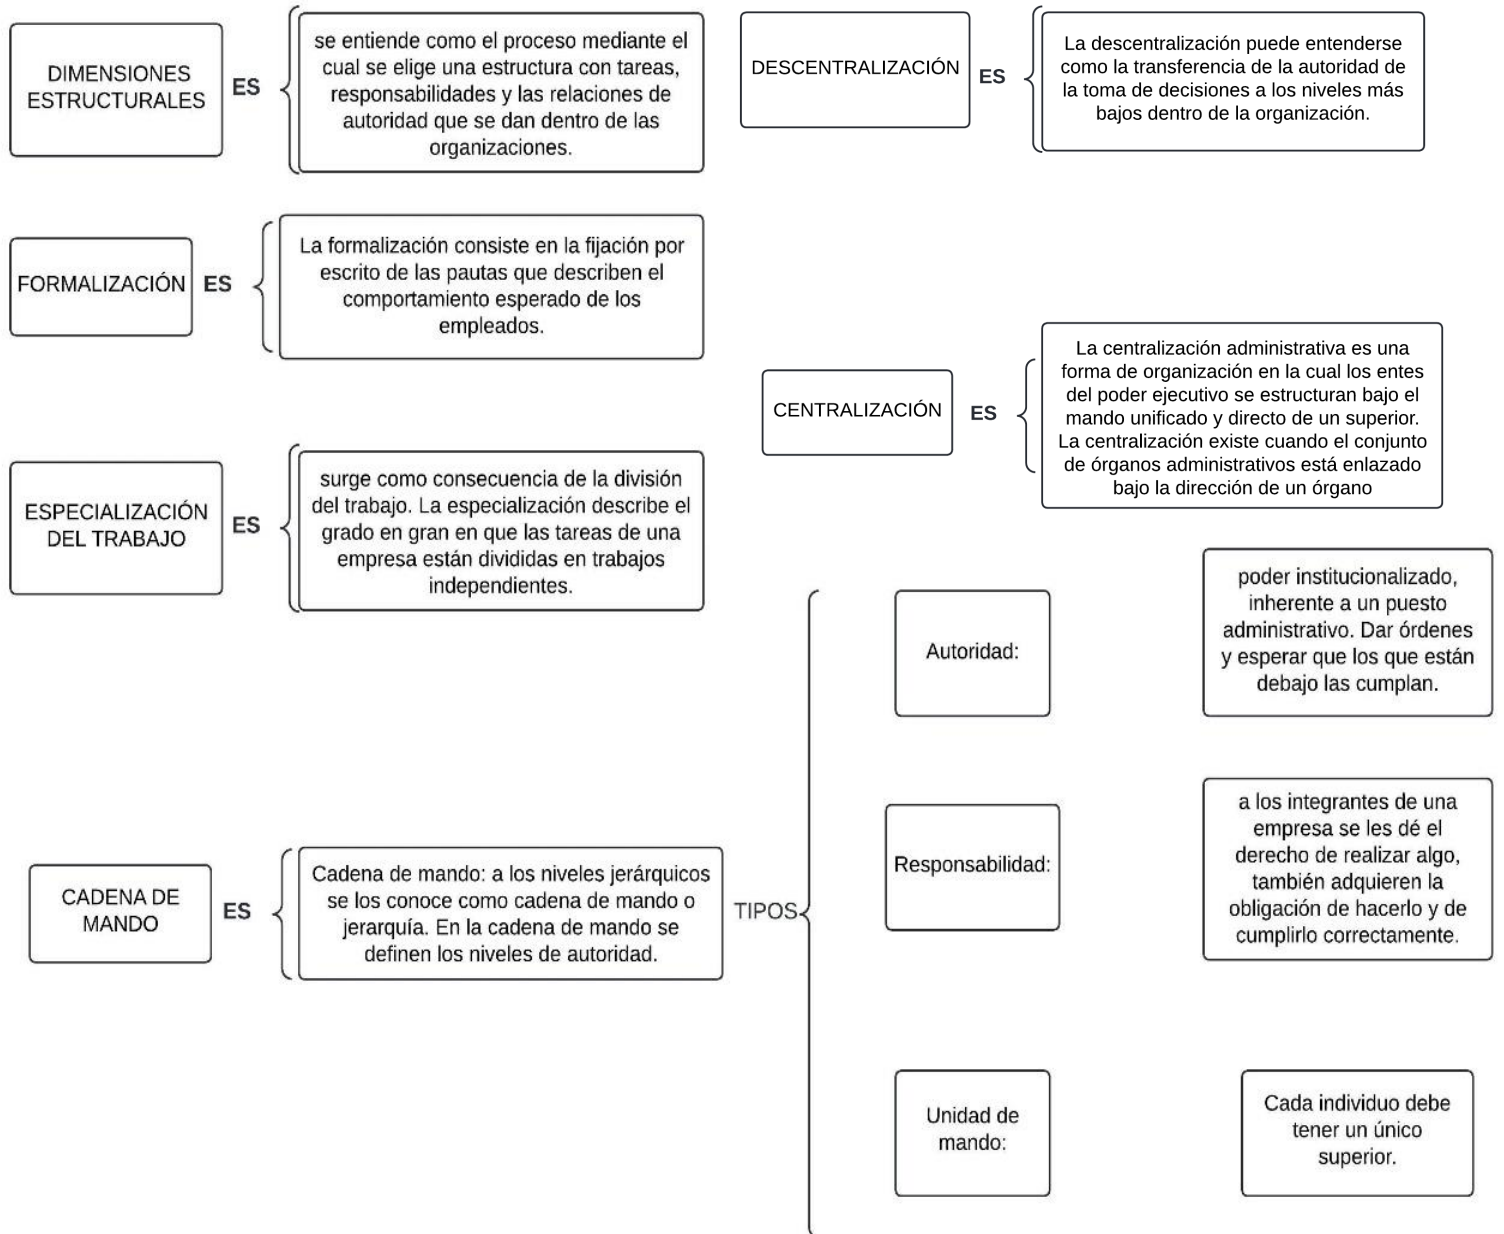 DIMENSIONES
ESTRUCTURALES
ES
se entiende como el proceso mediante el
cual se elige una estructura con tareas,
responsabilidades y las relaciones de
autoridad que se dan dentro de las
organizaciones.
DESCENTRALIZACIÓN
ES
La descentralización puede entenderse
como la transferencia de la autoridad de
la toma de decisiones a los niveles más
bajos dentro de la organización.
FORMALIZACIÓN
ES
La formalización consiste en la fijación por
escrito de las pautas que describen el
comportamiento esperado de los
empleados.
CENTRALIZACIÓN
ES
La centralización administrativa es una
forma de organización en la cual los entes
del poder ejecutivo se estructuran bajo el
mando unificado y directo de un superior.
La centralización existe cuando el conjunto
de órganos administrativos está enlazado
bajo la dirección de un órgano
ESPECIALIZACIÓN
DEL TRABAJO
ES
surge como consecuencia de la división
del trabajo. La especialización describe el
grado en gran en que las tareas de una
empresa están divididas en trabajos
independientes.
CADENA DE
MANDO
ES
Cadena de mando: a los niveles jerárquicos
se los conoce como cadena de mando o
jerarquía. En la cadena de mando se
definen los niveles de autoridad.
TIPOS
Autoridad:
poder institucionalizado,
inherente a un puesto
administrativo. Dar órdenes
y esperar que los que están
debajo las cumplan.
Responsabilidad:
a los integrantes de una
empresa se les dé el
derecho de realizar algo,
también adquieren la
obligación de hacerlo y de
cumplirlo correctamente.
Unidad de
mando:
Cada individuo debe
tener un único
superior.